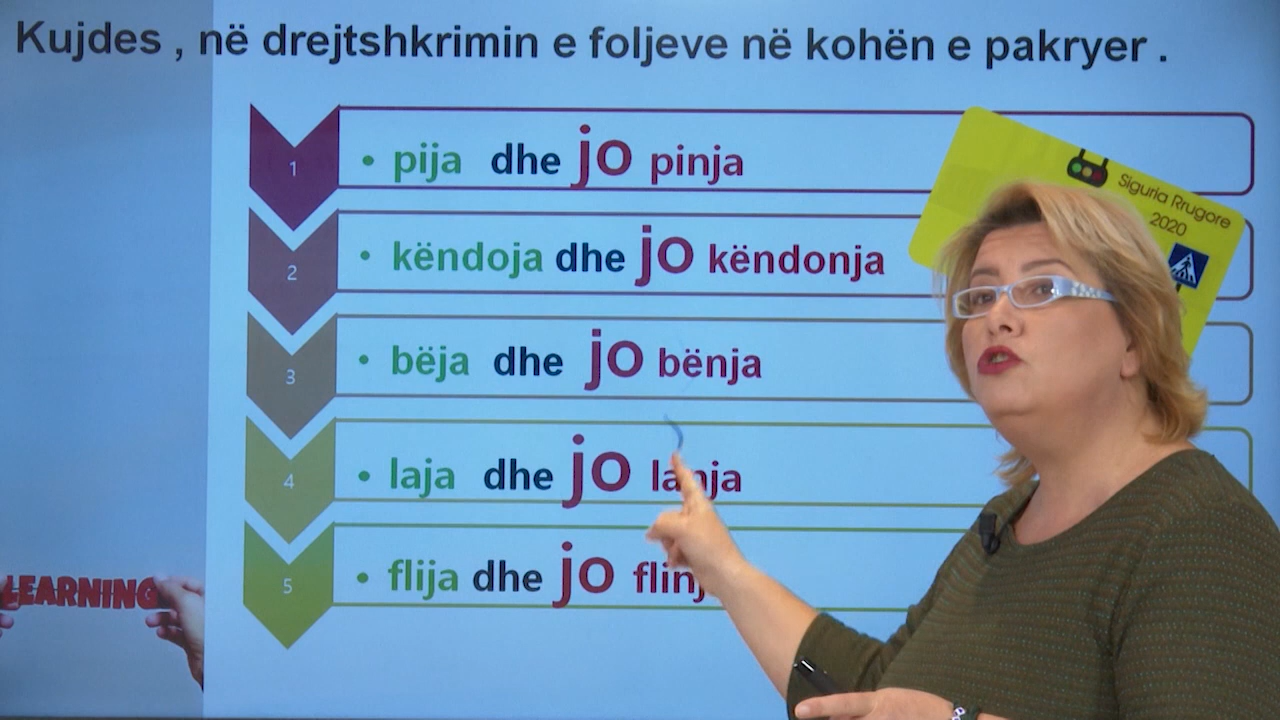 Kujdes , në drejtshkrimin e foljeve në kohën e pakryer .
1 • pija dhe jo pinja
2 • këndoja dhe jo këndonja
3 • bëja dhe jo bënja
4 • laja dhe jo lanja
5 • flija dhe jo
Siguria Rrugore
2020
LEARNING